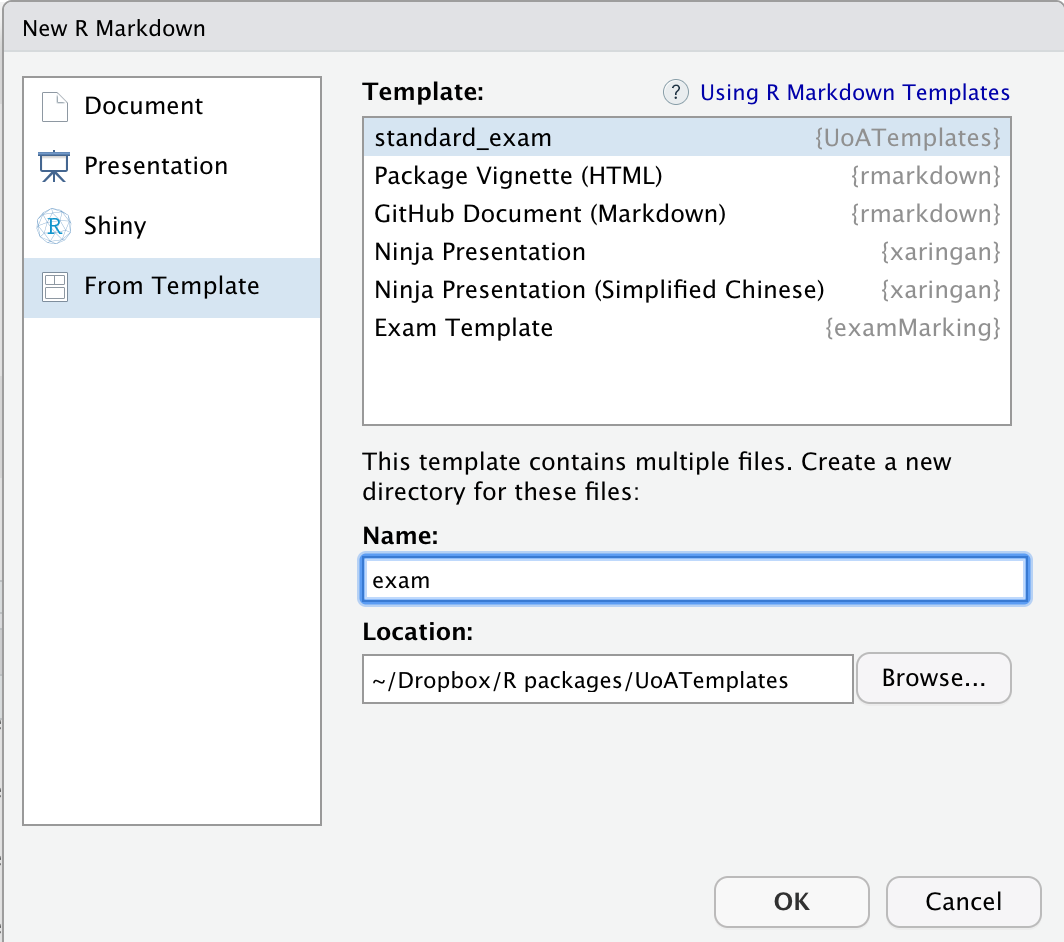 New R Markdown
Document
Presentation
R Shiny
From Template
Template:
? Using R Markdown Templates
standard_exam {UoATemplates}
Package Vignette (HTML) {rmarkdown}
GitHub Document (Markdown) {rmarkdown}
Ninja Presentation {xaringan}
Ninja Presentation (Simplified Chinese) {xaringan}
Exam Template {examMarking}
This template contains multiple files. Create a new
directory for these files:
Name:
exam
Location:
~/Dropbox/R packages/UoATemplates
Browse...
OK
Cancel